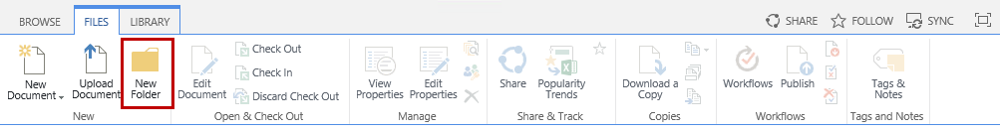 BROWSE FILES LIBRARY SHARE FOLLOW SYNC
New Document
Upload Document
New Folder
Edit Document
Check Out
Check In
Discard Check Out
View Properties
Edit Properties
Share
Popularity Trends
Download a Copy
Workflows
Publish
Tags & Notes
New Open & Check Out Manage Share & Track Copies Workflows Tags and Notes